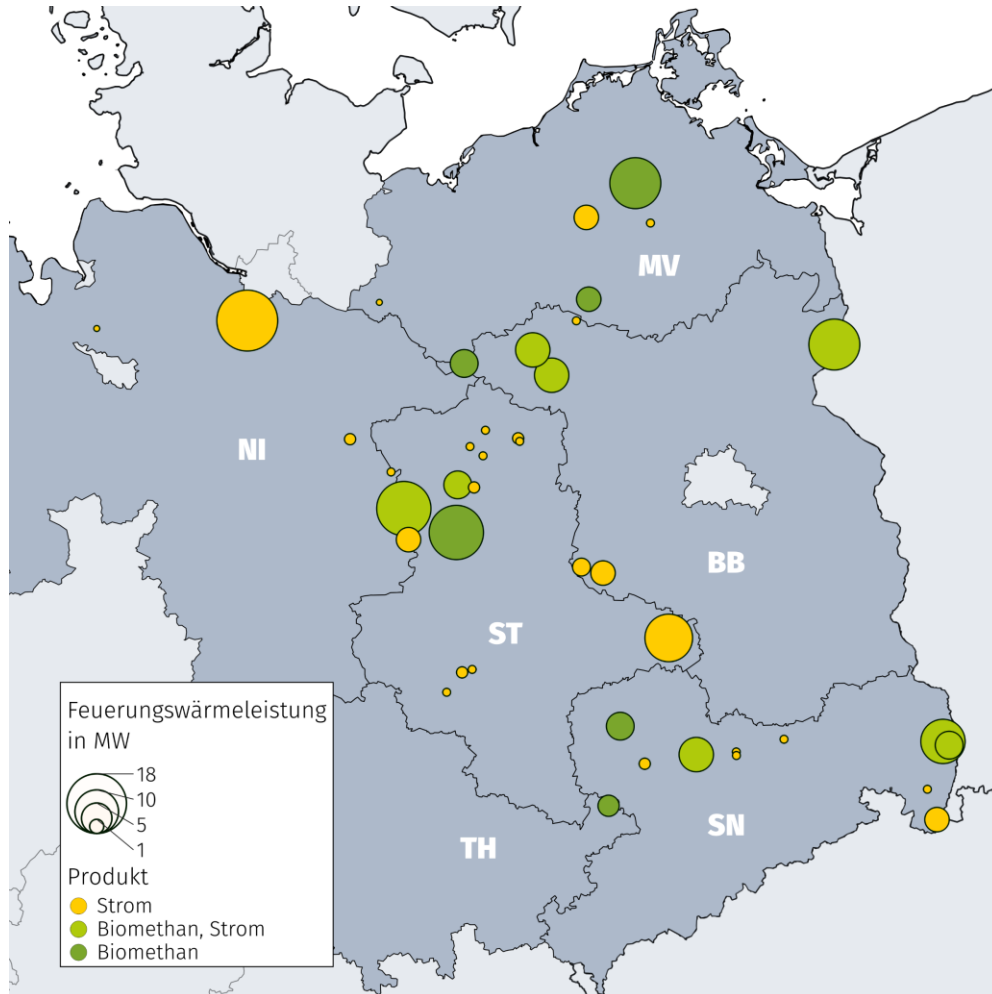 MV
NI
BB
ST
Feuerungswärmeleistung
in MW
18
10
5
1
Produkt
Strom
Biomethan, Strom
Biomethan
TH
SN